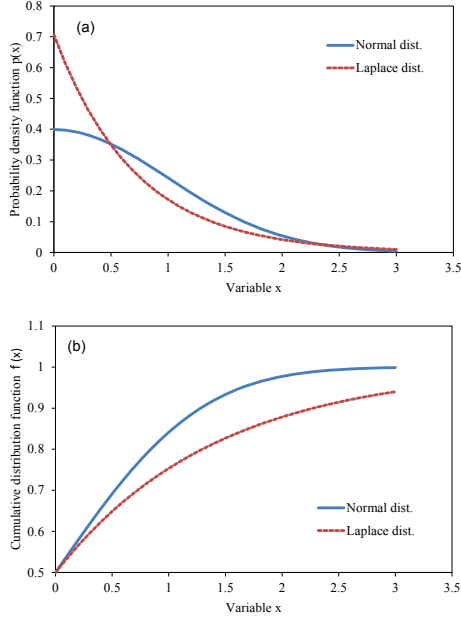 (a)
Probability density function p(x)
0.8
0.7
0.6
0.5
0.4
0.3
0.2
0.1
0
Normal dist.
Laplace dist.
0 0.5 1 1.5 2 2.5 3 3.5
Variable x
(b)
Cumulative distribution function f (x)
1.1
1
0.9
0.8
0.7
0.6
0.5
Normal dist.
Laplace dist.
0 0.5 1 1.5 2 2.5 3 3.5
Variable x